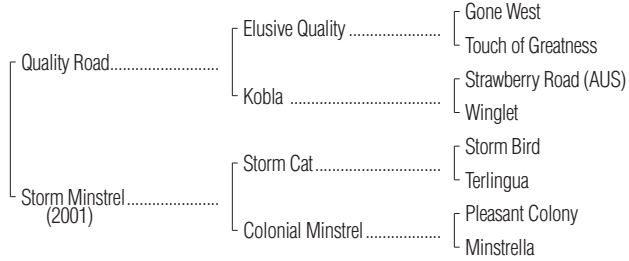 Gone West
Elusive Quality ......................
Touch of Greatness
Quality Road..........................
Strawberry Road (AUS)
Kobla ....................................
Winglet
Storm Bird
Storm Cat..............................
Terlingua
Storm Minstrel......................
(2001)
Pleasant Colony
Colonial Minstrel..................
Minstrella